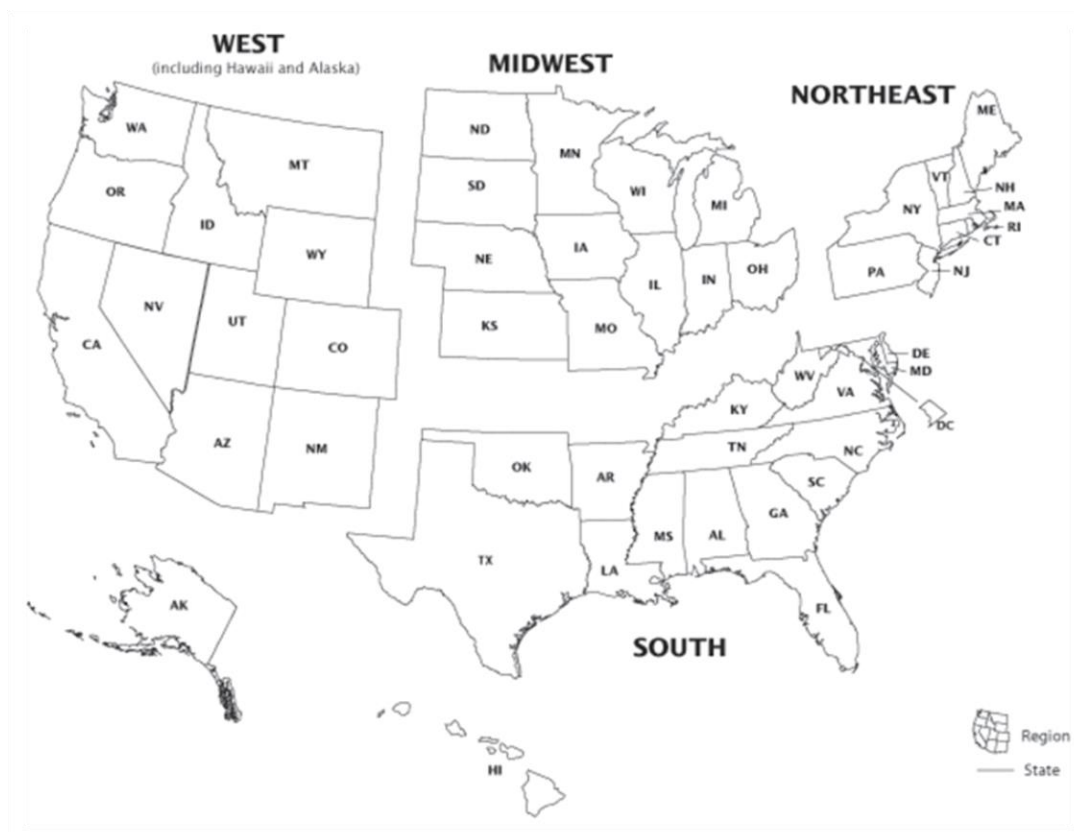 WEST
(including Hawaii and Alaska)
MIDWEST
NORTHEAST
WA
MT
OR
ID
WY
NV
UT
CO
CA
AZ
NM
ND
MN
SD
WI
MI
IA
NE
IL
IN
OH
KS
MO
ME
VT
NH
NY
MA
RI
CT
PA
NJ
DE
MD
WV
VA
KY
DC
TN
NC
OK
AR
SC
GA
MS
AL
TX
LA
FL
SOUTH
AK
HI
Region
State